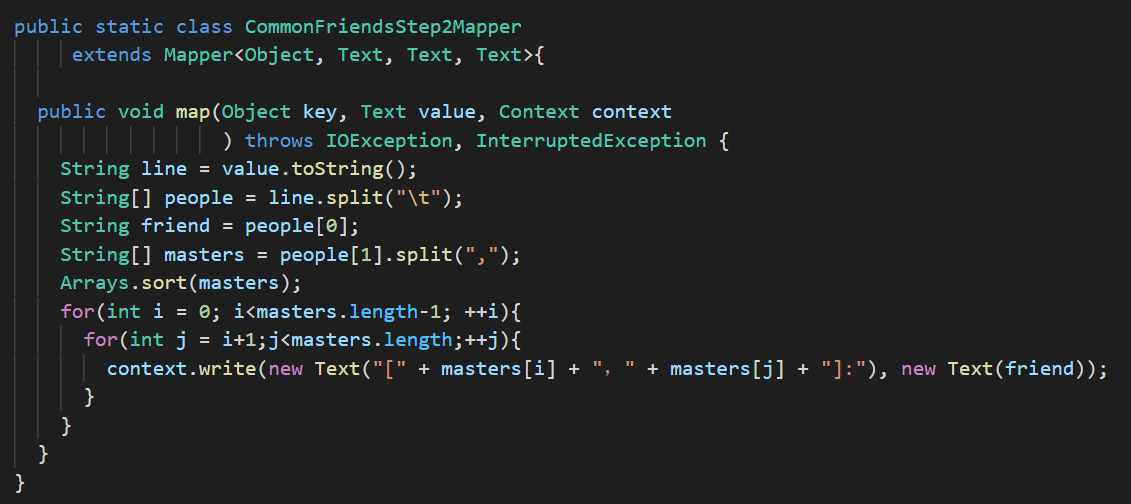 public static class CommonFriendsStep2Mapper
extends Mapper<Object, Text, Text, Text>{
public void map(Object key, Text value, Context context
) throws IOException, InterruptedException {
String line = value.toString();
String[] people = line.split("\t");
String friend = people[0];
String[] masters = people[1].split(",");
Arrays.sort(masters);
for(int i = 0; i<masters.length-1; ++i){
for(int j = i+1;j<masters.length;++j){
context.write(new Text("[" + masters[i] + "，" + masters[j] + "]:"), new Text(friend));
}
}
}
}